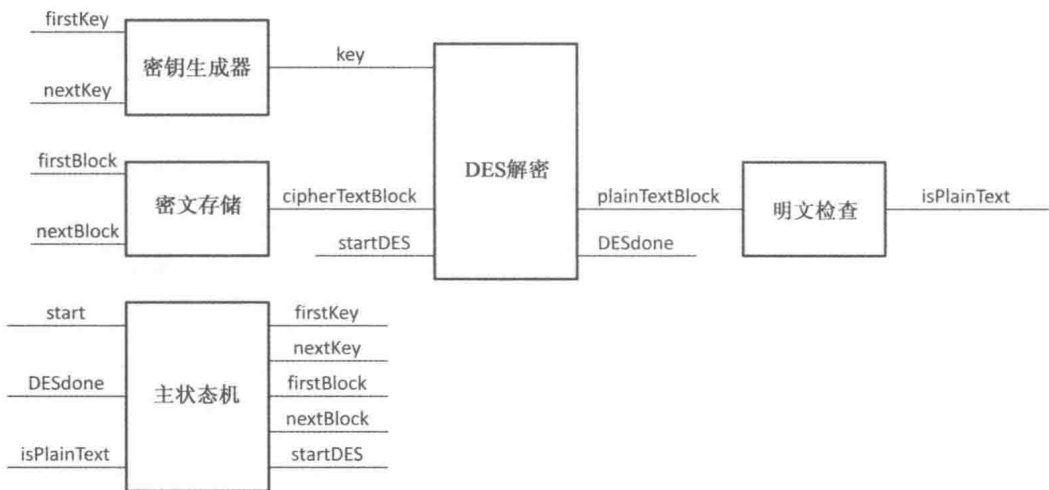 firstKey
密钥生成器
key
nextKey
firstBlock
密文存储
cipherTextBlock
nextBlock
startDES
DES解密
plainTextBlock
DESdone
明文检查
isPlainText
start
DESdone
isPlainText
主状态机
firstKey
nextKey
firstBlock
nextBlock
startDES